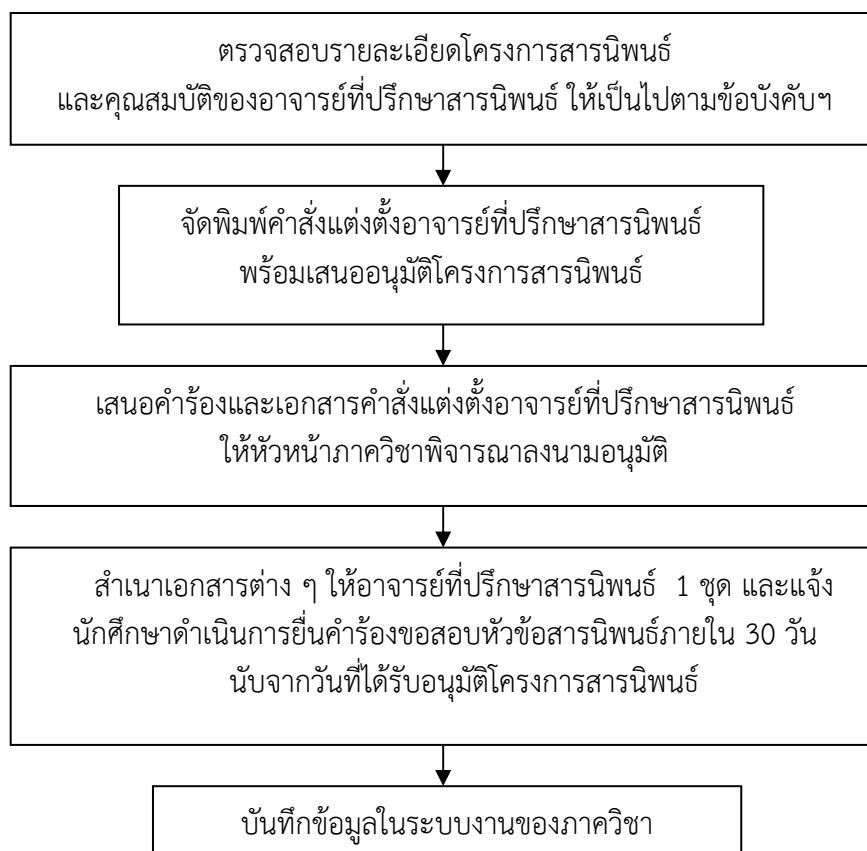 ตรวจสอบรายละเอียดโครงการสารนิพนธ์
และคุณสมบัติของอาจารย์ที่ปรึกษาสารนิพนธ์ ให้เป็นไปตามข้อบังคับฯ
จัดพิมพ์คำสั่งแต่งตั้งอาจารย์ที่ปรึกษาสารนิพนธ์
พร้อมเสนออนุมัติโครงการสารนิพนธ์
เสนอคำร้องและเอกสารคำสั่งแต่งตั้งอาจารย์ที่ปรึกษาสารนิพนธ์
ให้หัวหน้าภาควิชาพิจารณาลงนามอนุมัติ
สำเนาเอกสารต่าง ๆ ให้อาจารย์ที่ปรึกษาสารนิพนธ์ 1 ชุด และแจ้ง
นักศึกษาดำเนินการยื่นคำร้องขอสอบหัวข้อสารนิพนธ์ภายใน 30 วัน
นับจากวันที่ได้รับอนุมัติโครงการสารนิพนธ์
บันทึกข้อมูลในระบบงานของภาควิชา